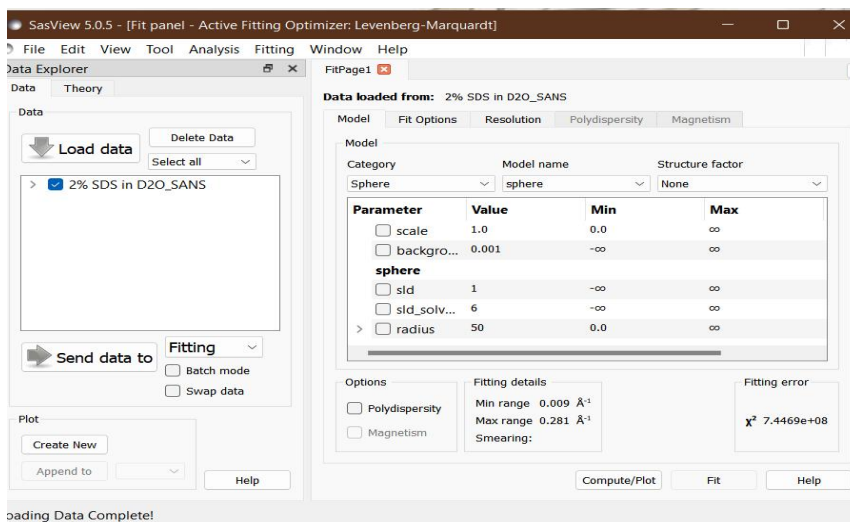 SasView 5.0.5 - [Fit panel - Active Fitting Optimizer: Levenberg-Marquardt]
File Edit View Tool Analysis Fitting Window Help
Data Explorer
Data Theory
Data
Load data
Delete Data
Select all
2% SDS in D2O_SANS
Send data to
Fitting
Batch mode
Swap data
Plot
Create New
Append to
Help
oading Data Complete!
FitPage1
Data loaded from: 2% SDS in D2O_SANS
Model Fit Options Resolution Polydispersity Magnetism
Model
Category Model name Structure factor
Sphere sphere None
Parameter Value Min Max
scale 1.0 0.0 ∞
backgro... 0.001 -∞ ∞
sphere
sld 1 -∞ ∞
sld_solv... 6 -∞ ∞
radius 50 0.0 ∞
Options
Polydispersity
Magnetism
Fitting details
Min range 0.009 Å⁻¹
Max range 0.281 Å⁻¹
Smearing:
Fitting error
χ² 7.4469e+08
Compute/Plot Fit Help